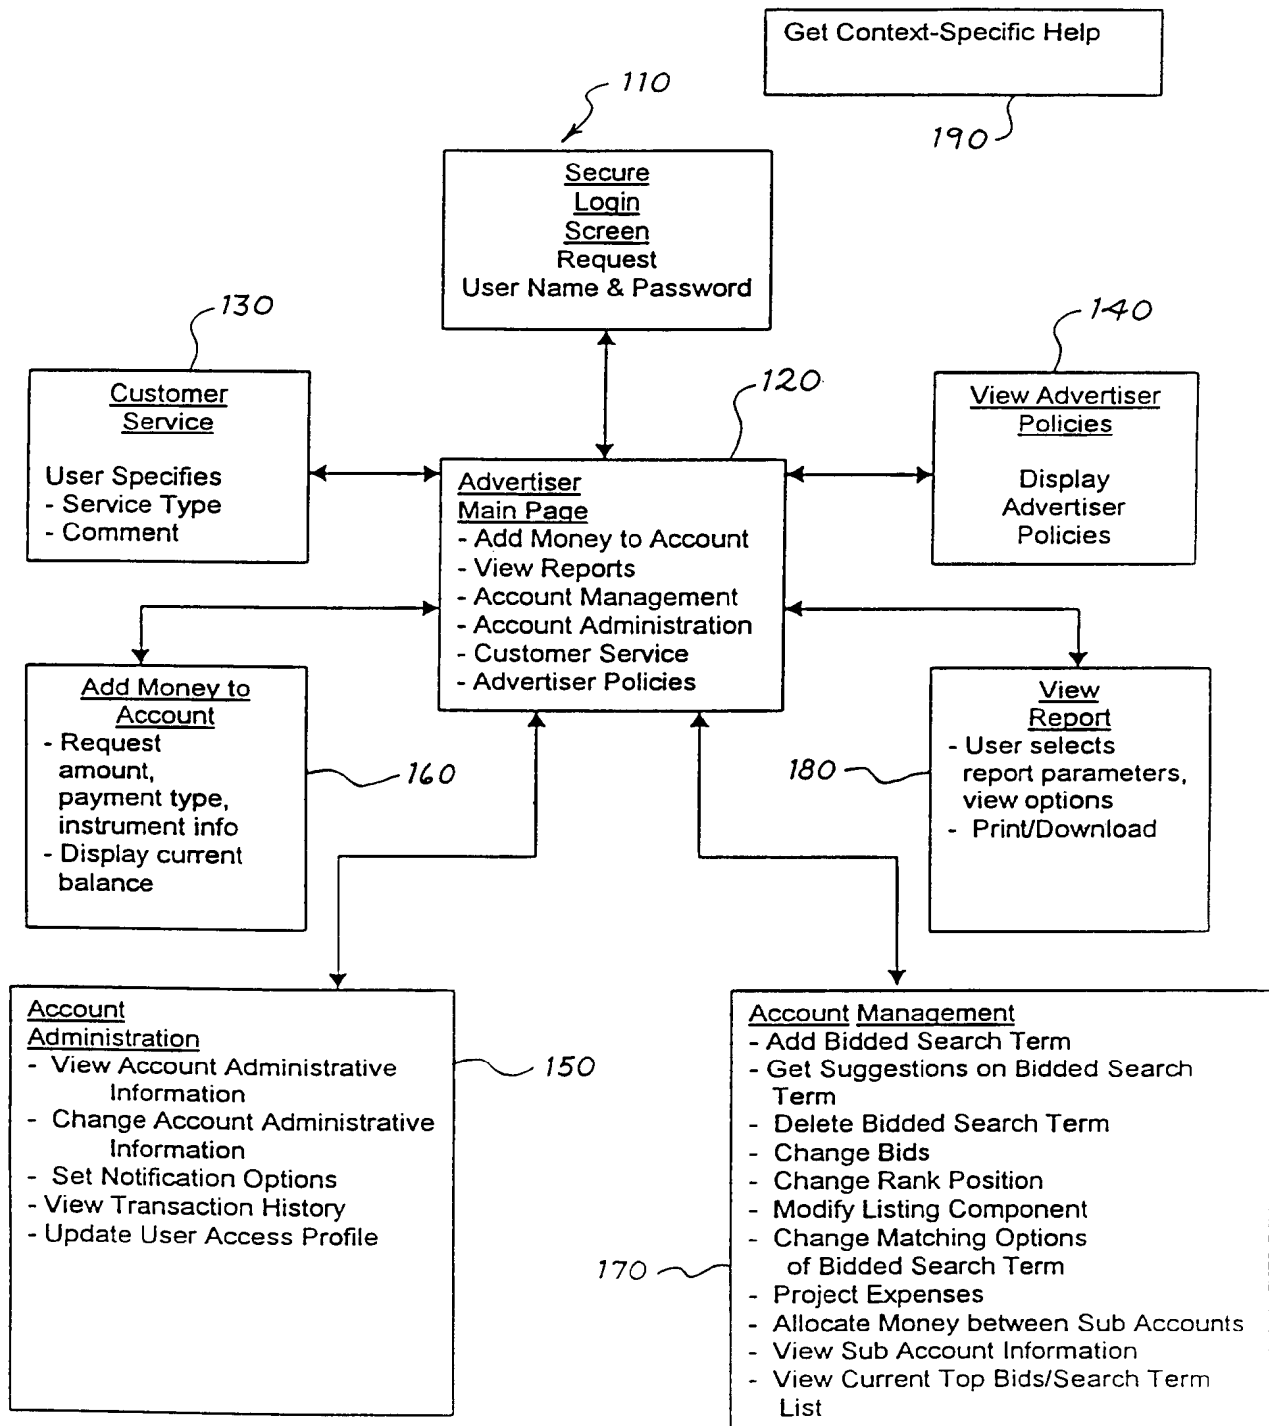 Get Context-Specific Help
190
110
Secure
Login
Screen
Request
User Name & Password
130
Customer
Service
User Specifies
- Service Type
- Comment
120
Advertiser
Main Page
- Add Money to Account
- View Reports
- Account Management
- Account Administration
- Customer Service
- Advertiser Policies
140
View Advertiser
Policies
Display
Advertiser
Policies
Add Money to
Account
- Request
amount,
payment type,
instrument info
- Display current
balance
160
180
View
Report
- User selects
report parameters,
view options
- Print/Download
Account
Administration
- View Account Administrative
Information
- Change Account Administrative
Information
- Set Notification Options
- View Transaction History
- Update User Access Profile
150
170
Account Management
- Add Bidded Search Term
- Get Suggestions on Bidded Search
Term
- Delete Bidded Search Term
- Change Bids
- Change Rank Position
- Modify Listing Component
- Change Matching Options
of Bidded Search Term
- Project Expenses
- Allocate Money between Sub Accounts
- View Sub Account Information
- View Current Top Bids/Search Term
List